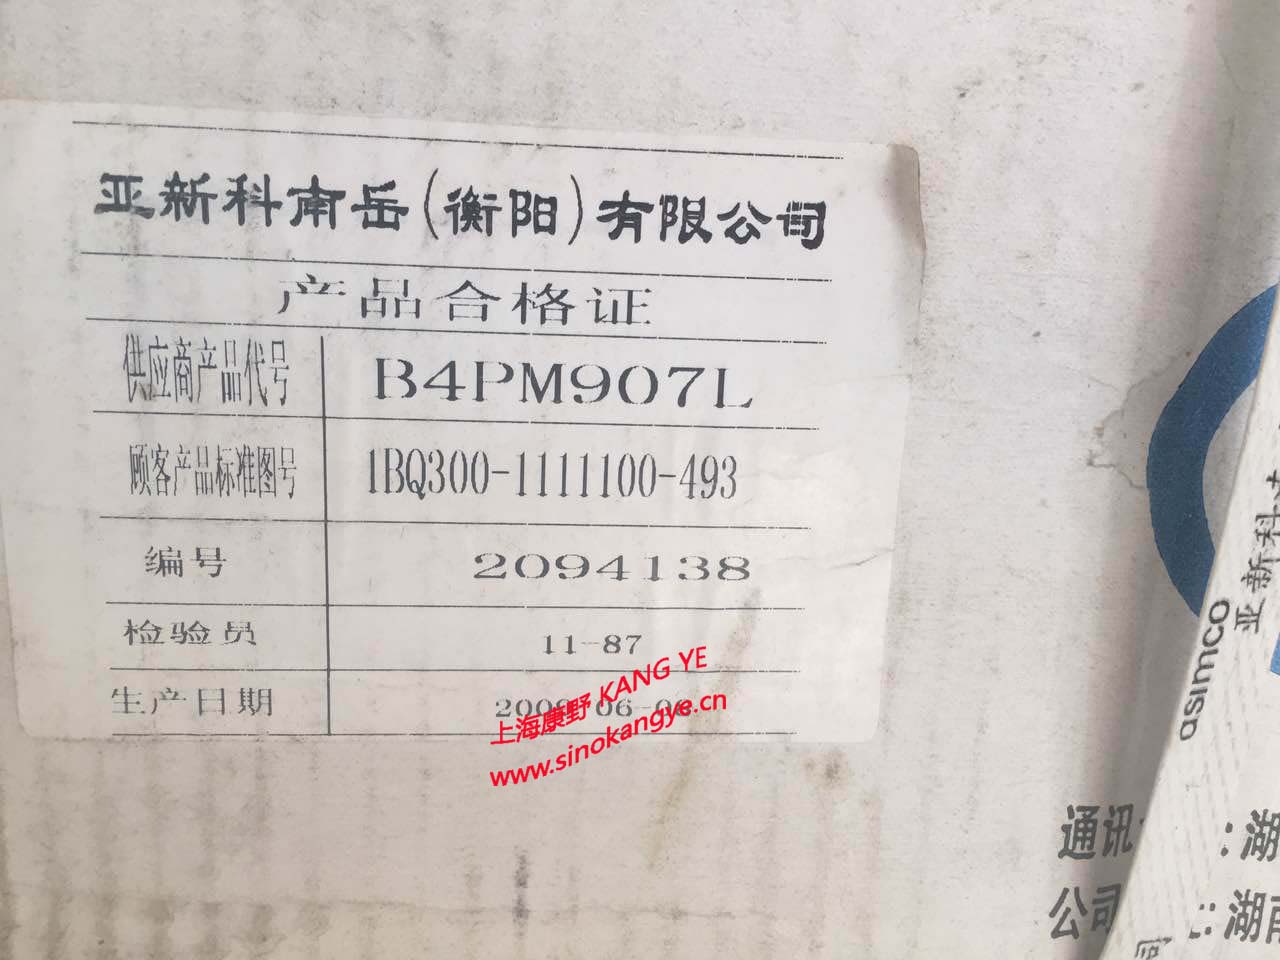 亚新科南岳(衡阳)有限公司
产品合格证
供应商产品代号 B4PM907L
顾客产品标准图号 1BQ300-1111100-493
编号 2094138
检验员 11-87
生产日期
上海康野 KANG YE
www.sinokangye.cn
asimco
亚新科
通讯 : 湖
公司 : 湖南